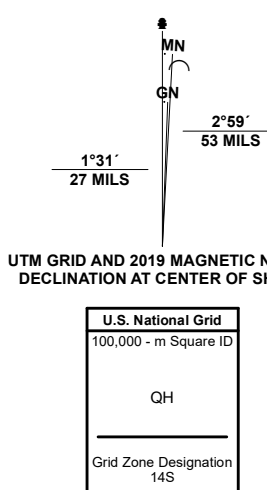 MN
GN
2°59´
53 MILS
1°31´
27 MILS
UTM GRID AND 2019 MAGNETIC
DECLINATION AT CENTER OF
U.S. National Grid
100,000 - m Square ID
QH
Grid Zone Designation
14S